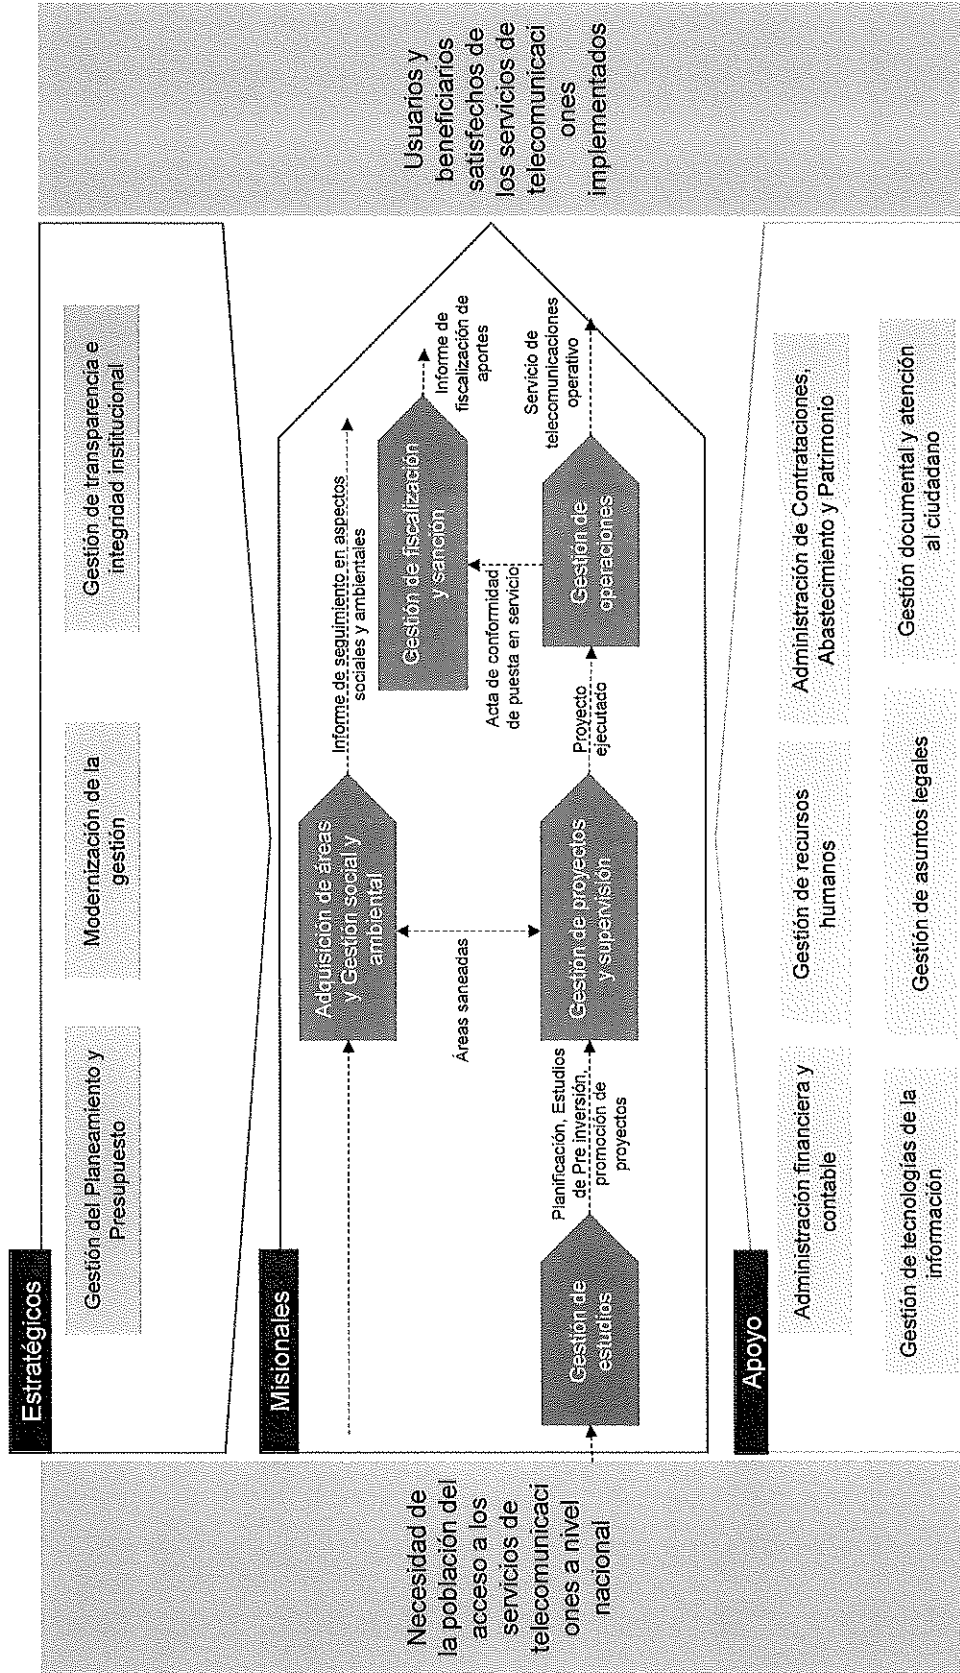 Estratégicos
Gestión del Planeamiento y
Presupuesto
Modernización de la
gestión
Gestión de transparencia e
integridad institucional
Necesidad de
la población del
acceso a los
servicios de
telecomunicaci
ones a nivel
nacional
Misionales
Adquisición de áreas
y Gestión social y
ambiental
Informe de seguimiento en aspectos
sociales y ambientales
Gestión de fiscalización
y sanción
Informe de
fiscalización de
aportes
Áreas saneadas
Acta de conformidad
de puesta en servicio
Gestión de
estudios
Planificación, Estudios
de Pre inversión,
promoción de
proyectos
Gestión de proyectos
y supervisión
Proyecto
ejecutado
Gestión de
operaciones
Servicio de
telecomunicaciones
operativo
Usuarios y
beneficiarios
satisfechos de
los servicios de
telecomunicaci
ones
implementados
Apoyo
Administración financiera y
contable
Gestión de recursos
humanos
Administración de Contrataciones,
Abastecimiento y Patrimonio
Gestión de tecnologías de la
información
Gestión de asuntos legales
Gestión documental y atención
al ciudadano